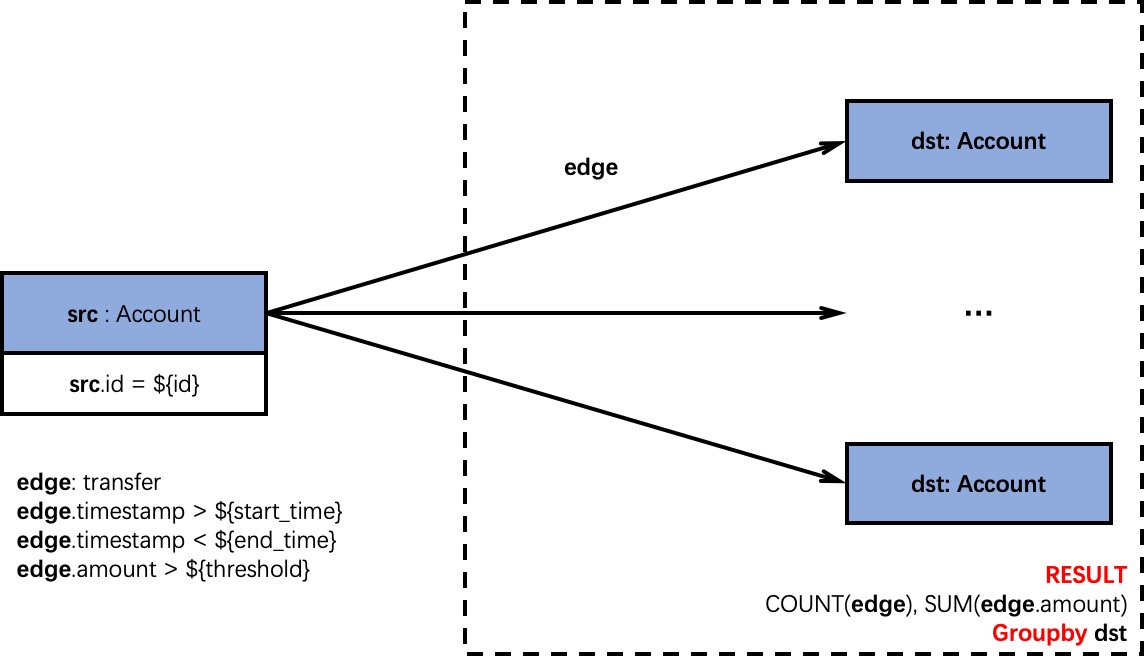 dst: Account
edge
src : Account
...
src.id = ${id}
edge: transfer
edge.timestamp > ${start_time}
edge.timestamp < ${end_time}
edge.amount > ${threshold}
dst: Account
RESULT
COUNT(edge), SUM(edge.amount)
Groupby dst